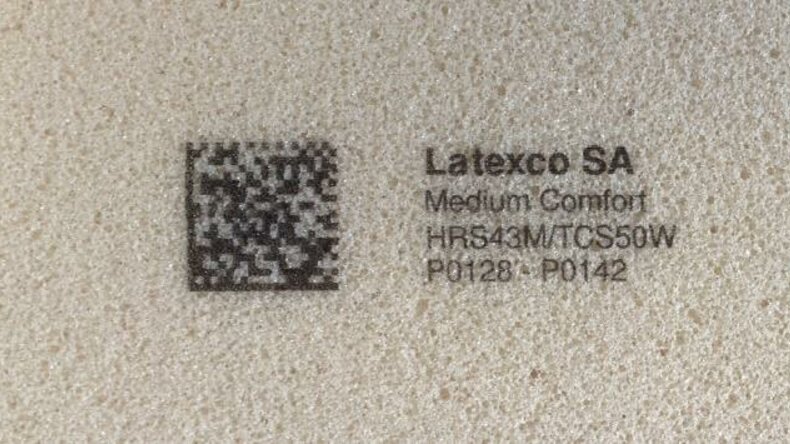 Latexco SA
Medium Comfort
HRS43M/TCS50W
P0128 - P0142